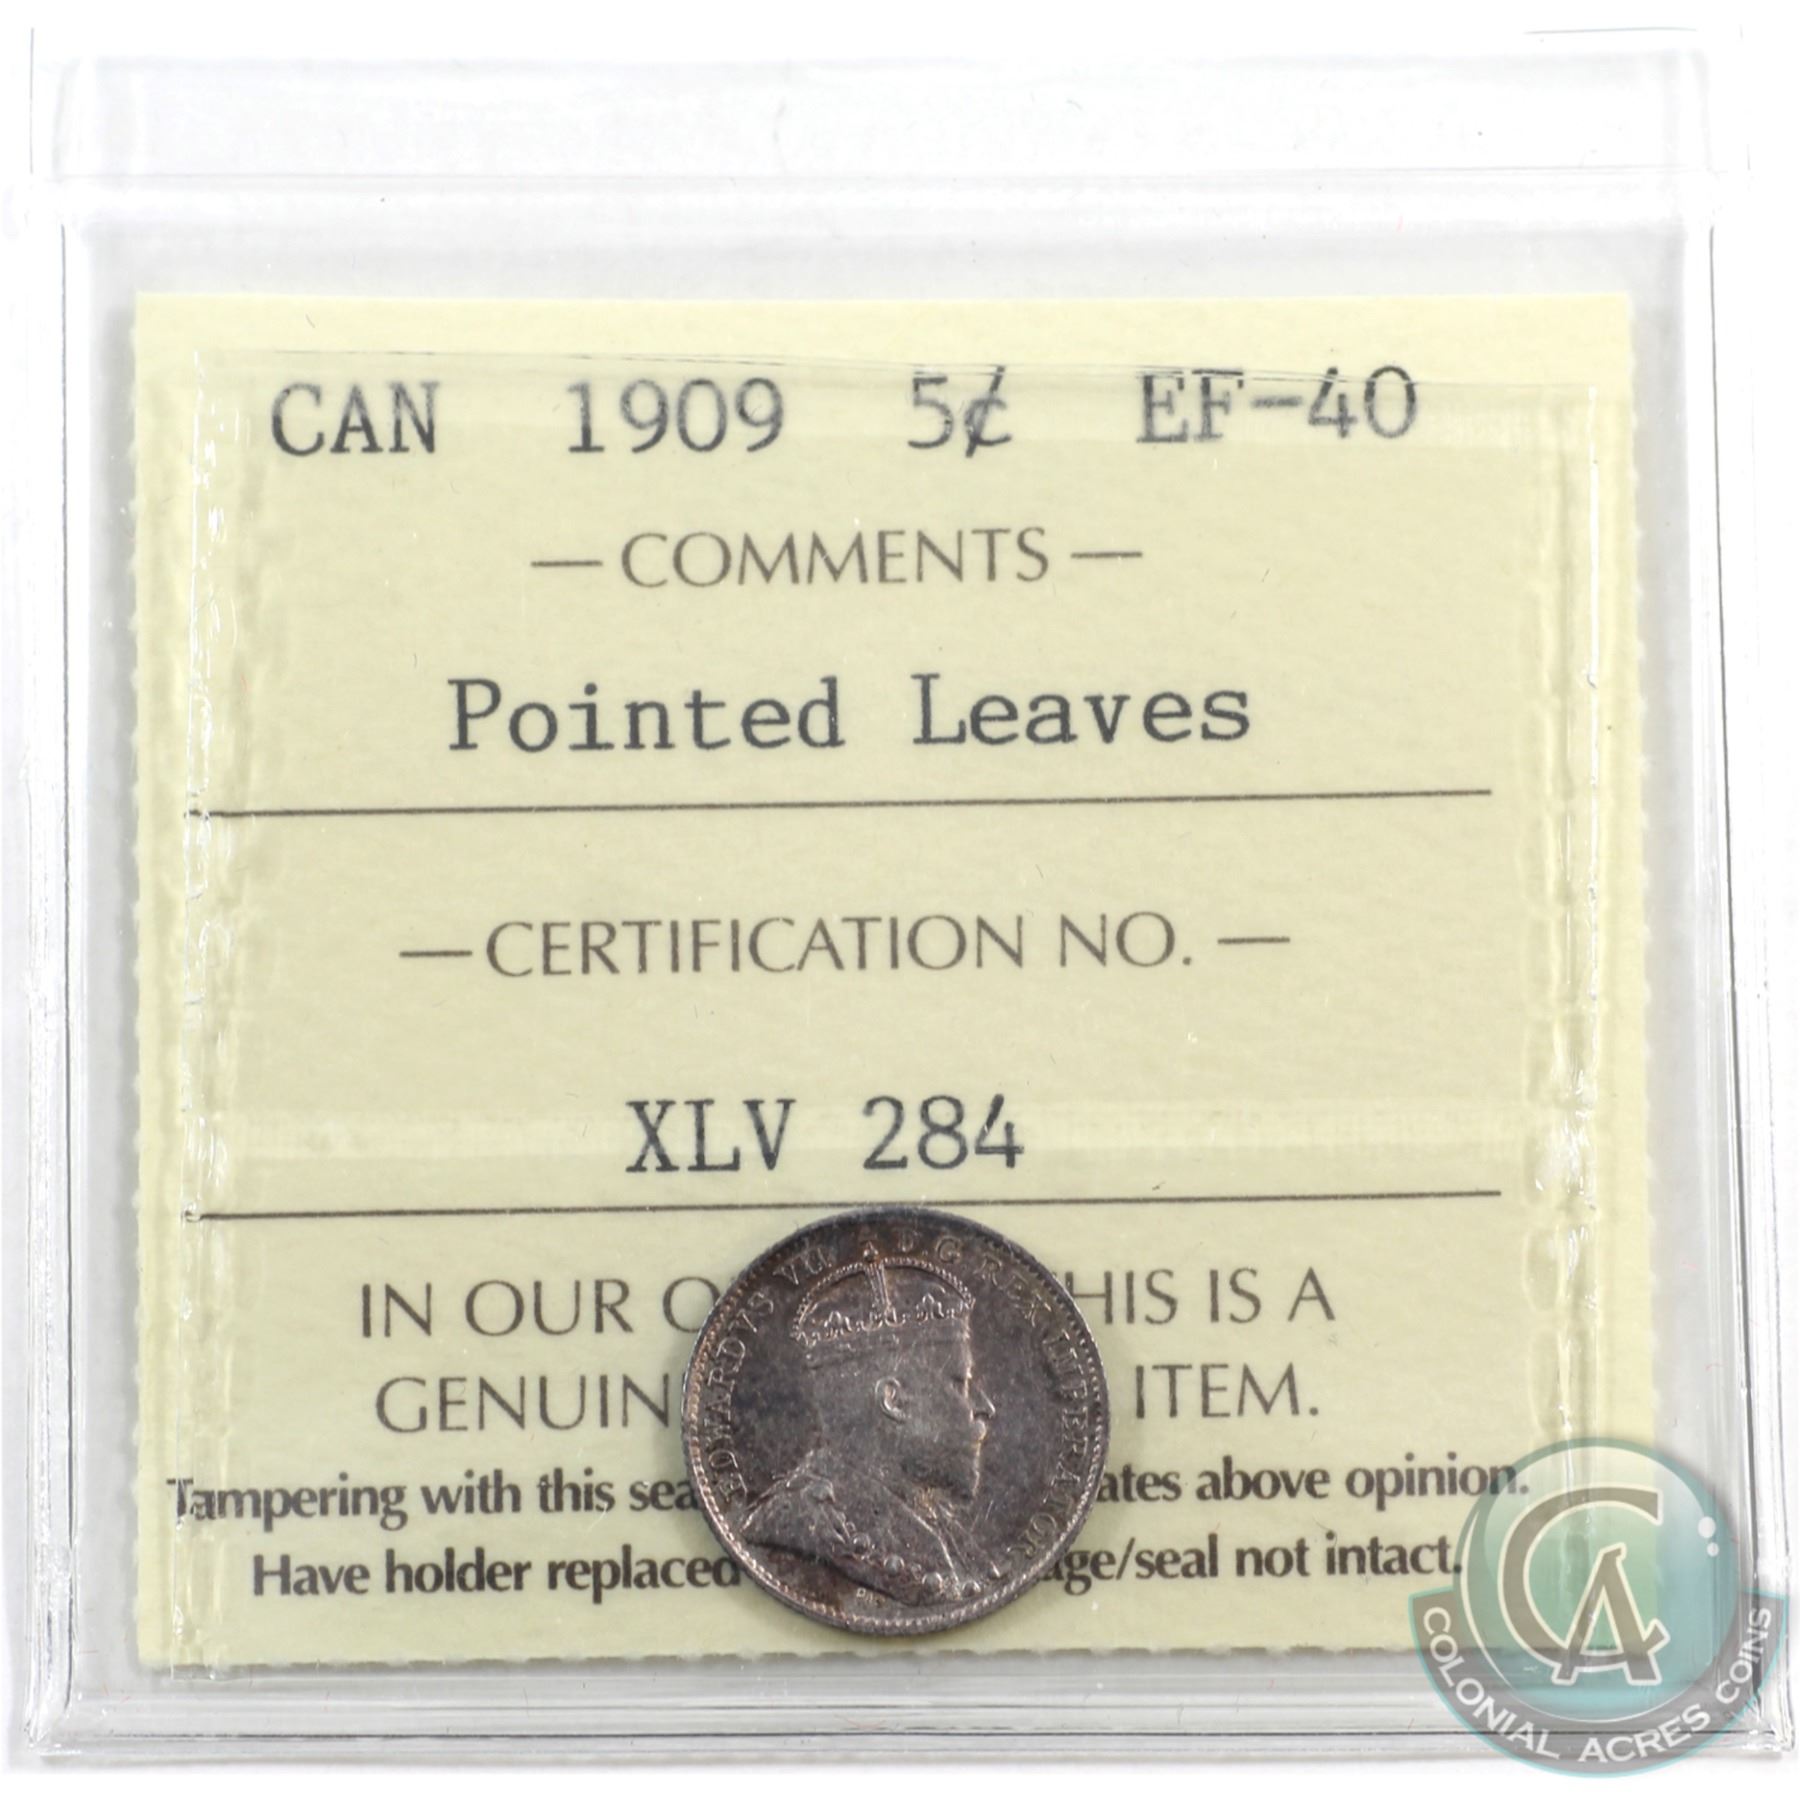 CAN 1909 5¢ EF-40
— COMMENTS —
Pointed Leaves
— CERTIFICATION NO. —
XLV 284
IN OUR O HIS IS A
GENUIN ITEM.
Tampering with this sea ates above opinion.
Have holder replaced age/seal not intact.
EDWARDVS VII D.G. REX IMPERATOR
CA
COLONIAL ACRES COINS